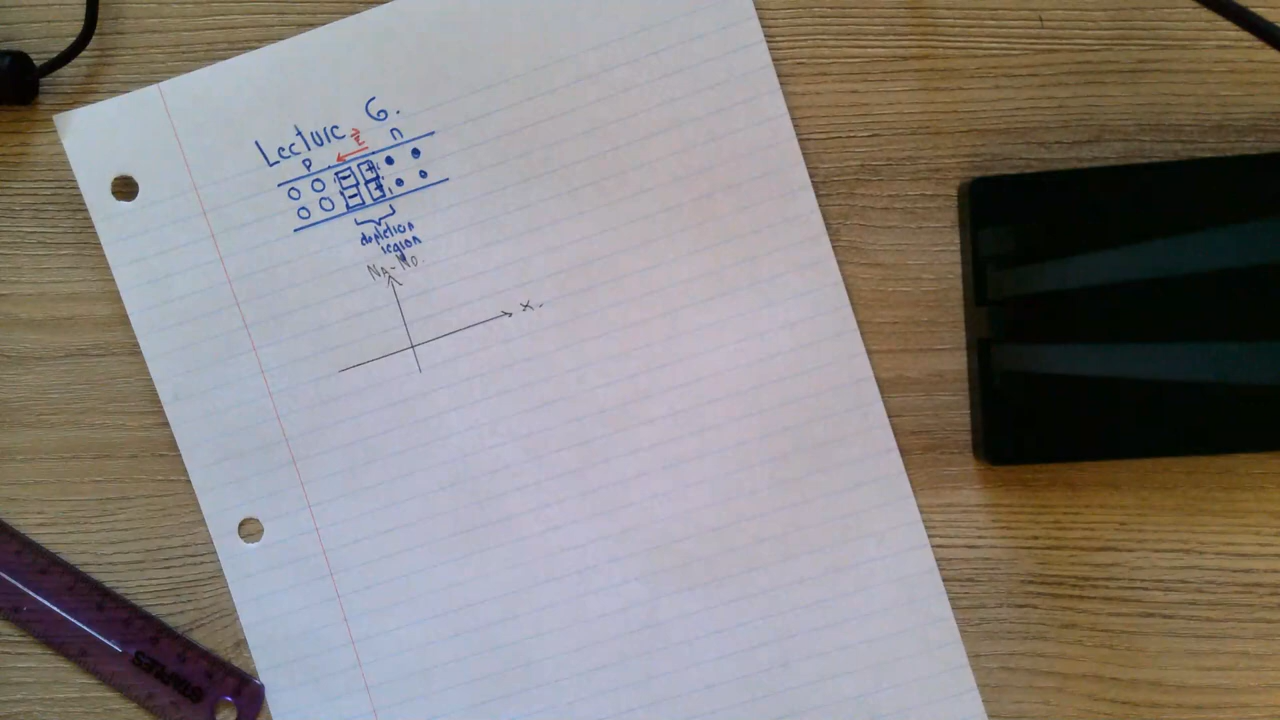 Lecture 6.
E
p n
depletion
region
NA-ND.
x.
STAPLES